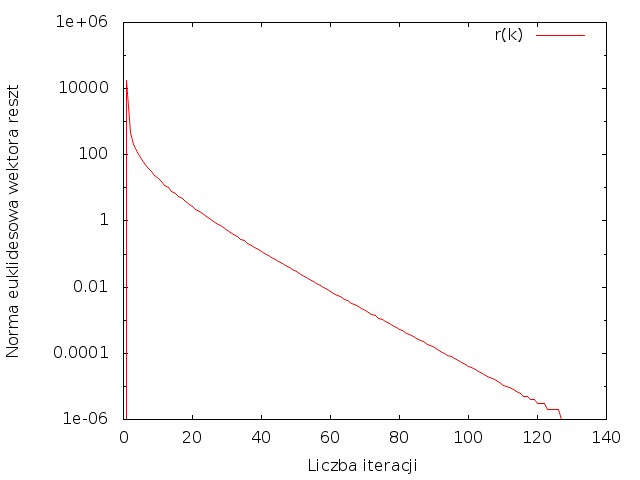 1e+06
r(k)
10000
100
1
0.01
0.0001
1e-06
0 20 40 60 80 100 120 140
Liczba iteracji
Norma euklidesowa wektora reszt